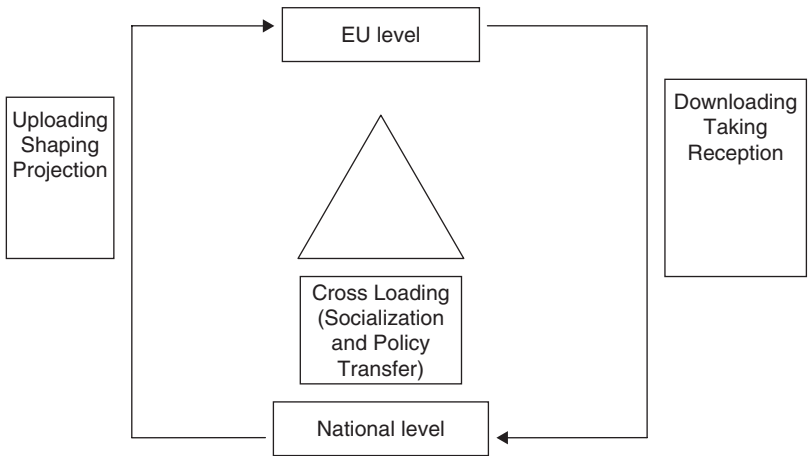 EU level
Uploading
Shaping
Projection
Downloading
Taking
Reception
Cross Loading
(Socialization
and Policy
Transfer)
National level